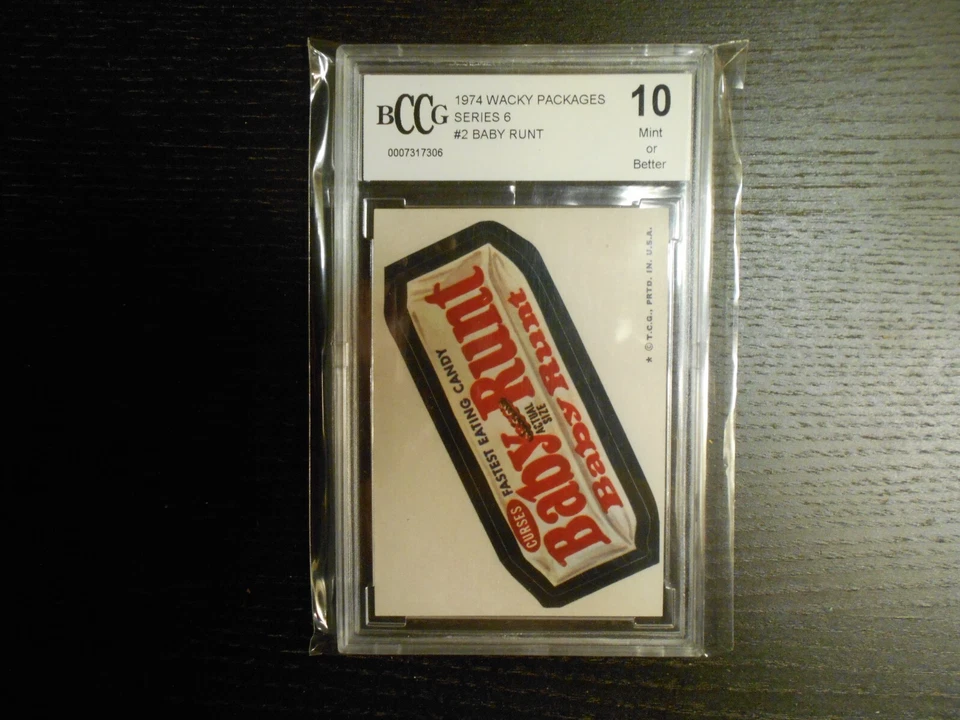 BCCG
1974 WACKY PACKAGES
SERIES 6
#2 BABY RUNT
0007317306
10
Mint
or
Better
CURSES FASTEST EATING CANDY
Baby Runt
ACTUAL
SIZE
Baby Runt
★ © T.C.G., PRTD. IN. U.S.A.